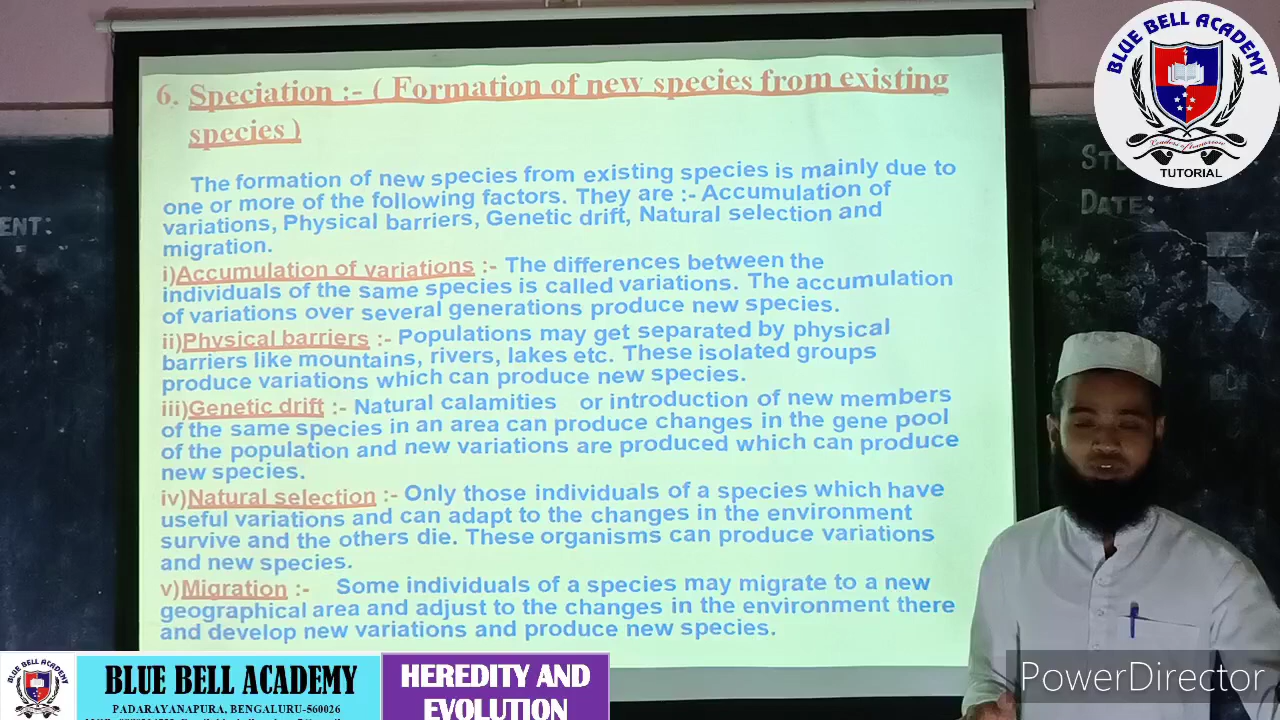 6. Speciation :- ( Formation of new species from existing
species )
The formation of new species from existing species is mainly due to
one or more of the following factors. They are :- Accumulation of
variations, Physical barriers, Genetic drift, Natural selection and
migration.
i)Accumulation of variations :- The differences between the
individuals of the same species is called variations. The accumulation
of variations over several generations produce new species.
ii)Physical barriers :- Populations may get separated by physical
barriers like mountains, rivers, lakes etc. These isolated groups
produce variations which can produce new species.
iii)Genetic drift :- Natural calamities or introduction of new members
of the same species in an area can produce changes in the gene pool
of the population and new variations are produced which can produce
new species.
iv)Natural selection :- Only those individuals of a species which have
useful variations and can adapt to the changes in the environment
survive and the others die. These organisms can produce variations
and new species.
v)Migration :- Some individuals of a species may migrate to a new
geographical area and adjust to the changes in the environment there
and develop new variations and produce new species.
BLUE BELL ACADEMY
Leaders of tomorrow
TUTORIAL
DATE:
PowerDirector
BLUE BELL ACADEMY
BLUE BELL ACADEMY
PADARAYANAPURA, BENGALURU-560026
HEREDITY AND
EVOLUTION